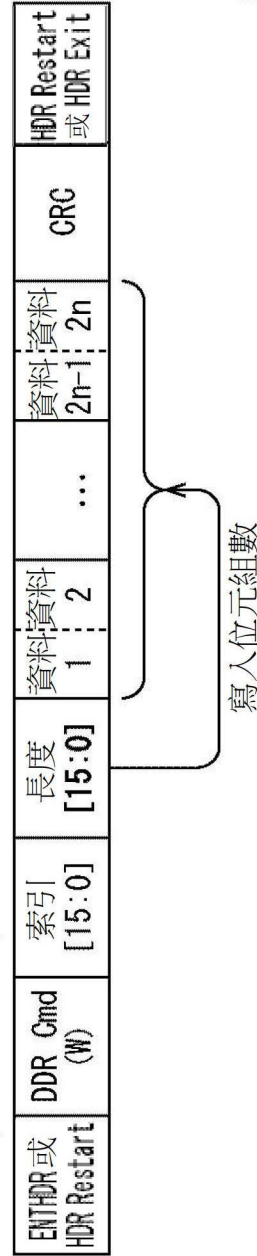 ENTHDR或
HDR Restart
DDR Cmd
(W)
索引
[15:0]
長度
[15:0]
資料
1
資料
2
...
資料
2n-1
資料
2n
CRC
HDR Restart
或 HDR Exit
寫入位元組數